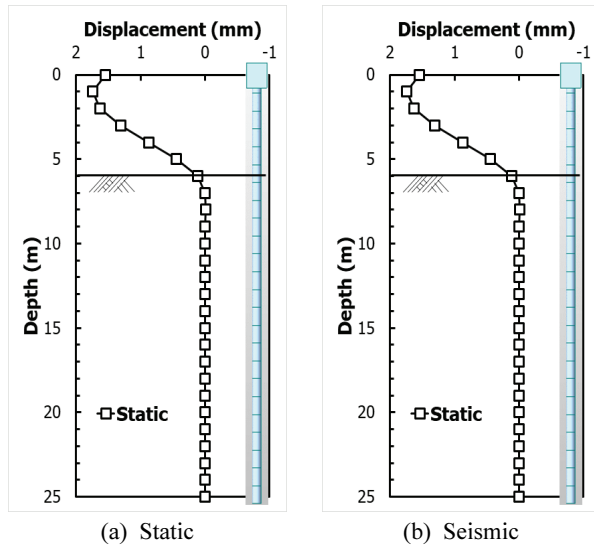 Displacement (mm)
2 1 0 -1
0
5
10
15
20
25
Depth (m)
Static
(a) Static
Displacement (mm)
2 1 0 -1
0
5
10
15
20
25
Depth (m)
Static
(b) Seismic